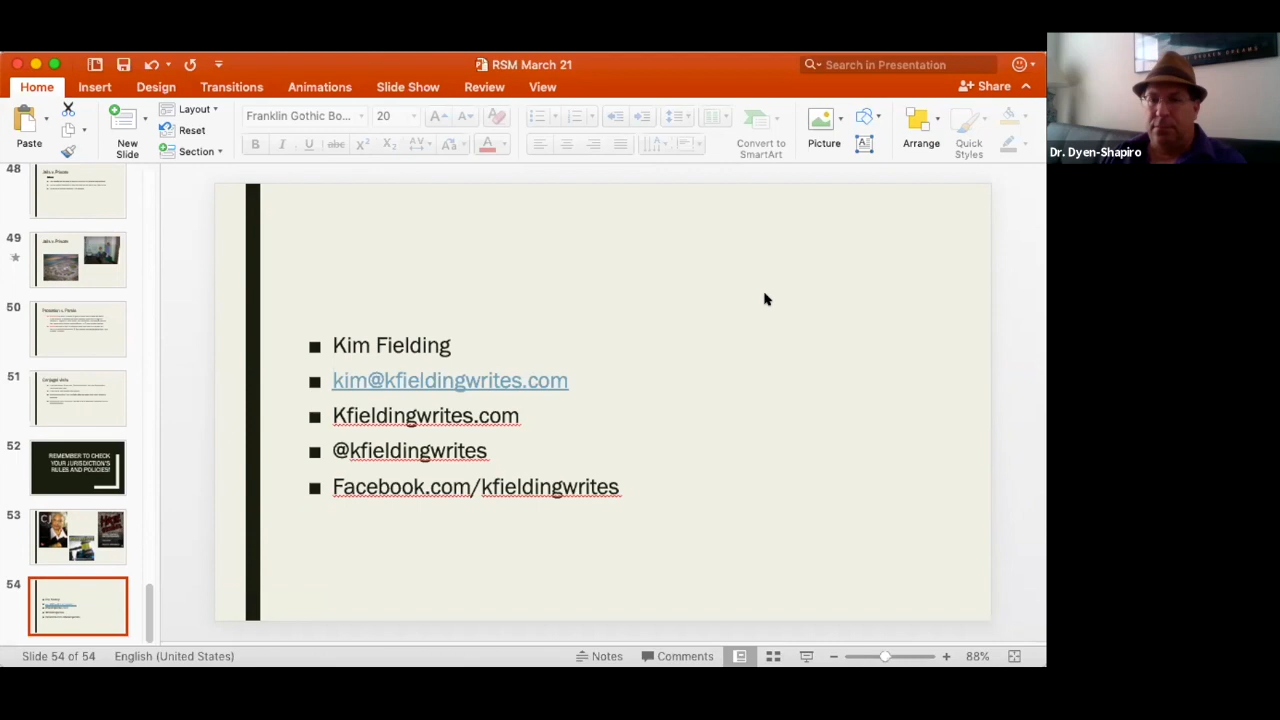 RSM March 21
Search in Presentation
Home Insert Design Transitions Animations Slide Show Review View
Share
Paste
New Slide
Layout
Reset
Section
Franklin Gothic Bo...
20
Convert to SmartArt
Picture
Arrange
Quick Styles
Dr. Dyen-Shapiro
48
49
50
51
52
REMEMBER TO CHECK
YOUR JURISDICTION'S
RULES AND POLICIES!
53
54
Kim Fielding
kim@kfieldingwrites.com
Kfieldingwrites.com
@kfieldingwrites
Facebook.com/kfieldingwrites
Slide 54 of 54 English (United States) Notes Comments 88%